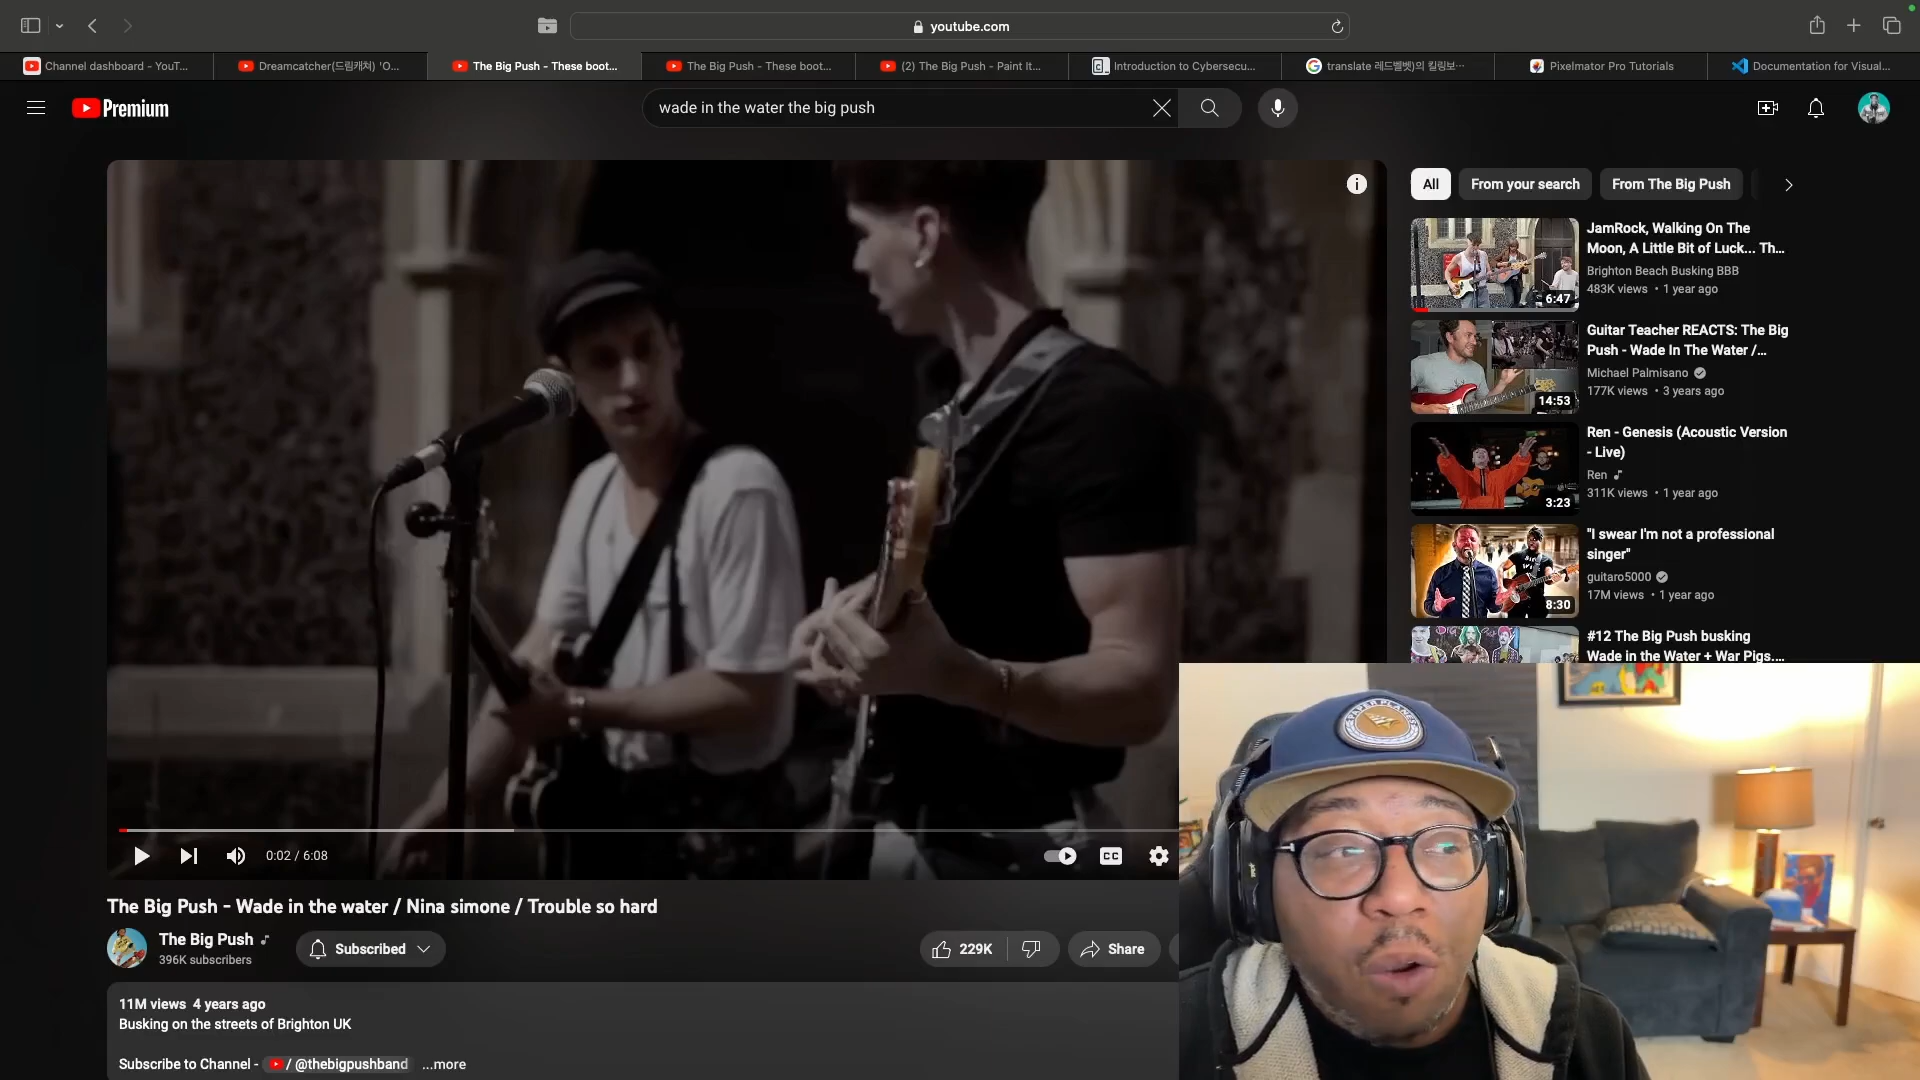 youtube.com
Channel dashboard - YouT...
Dreamcatcher(드림캐쳐) 'O...
The Big Push - These boot...
The Big Push - These boot...
(2) The Big Push - Paint It...
Introduction to Cybersecu...
translate 레드벨벳)의 킬링보...
Pixelmator Pro Tutorials
Documentation for Visual...
Premium
wade in the water the big push
All
From your search
From The Big Push
JamRock, Walking On The
Moon, A Little Bit of Luck... Th...
Brighton Beach Busking BBB
483K views • 1 year ago
6:47
Guitar Teacher REACTS: The Big
Push - Wade In The Water /...
Michael Palmisano
177K views • 3 years ago
14:53
Ren - Genesis (Acoustic Version
- Live)
Ren
311K views • 1 year ago
3:23
"I swear I'm not a professional
singer"
guitaro5000
17M views • 1 year ago
8:30
#12 The Big Push busking
Wade in the Water + War Pigs....
PAPER PLANES
0:02 / 6:08
CC
The Big Push - Wade in the water / Nina simone / Trouble so hard
The Big Push
396K subscribers
Subscribed
229K
Share
11M views 4 years ago
Busking on the streets of Brighton UK
Subscribe to Channel - / @thebigpushband ...more